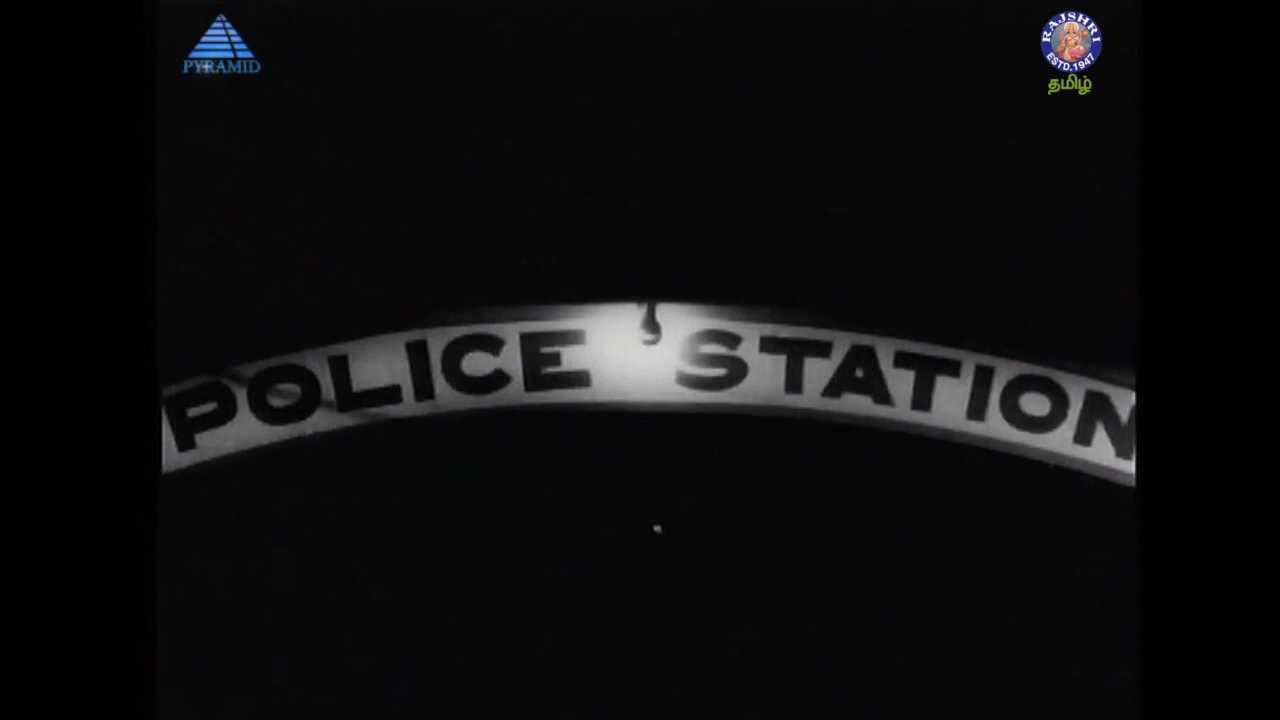 PYRAMID
RAJSHRI
ESTD.1947
தமிழ்
POLICE STATION